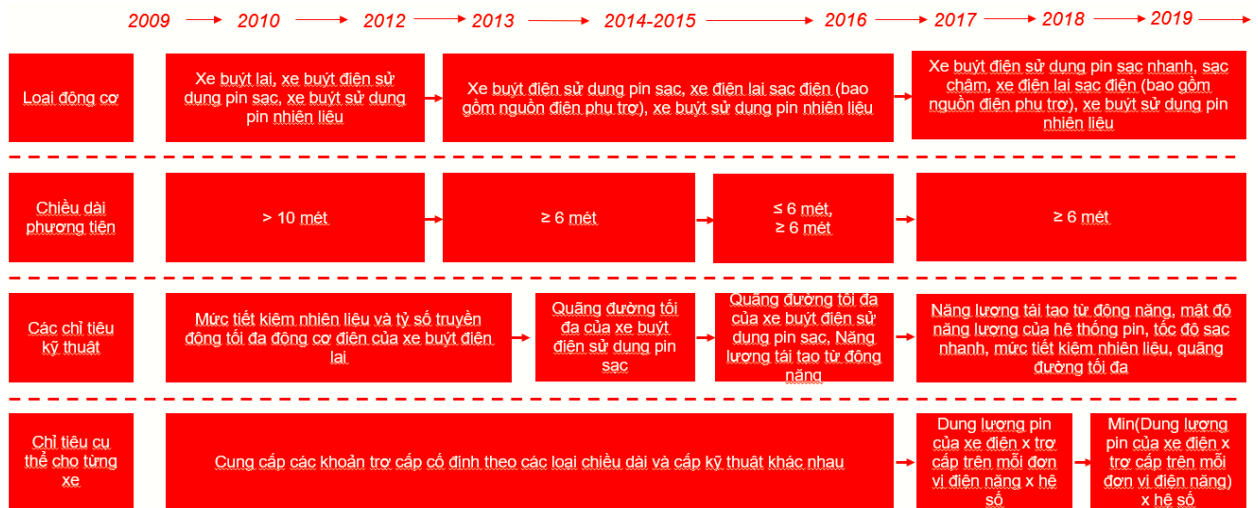 2009 2010 2012 2013 2014-2015 2016 2017 2018 2019
Loại động cơ
Xe buýt lai, xe buýt điện sử
dụng pin sạc, xe buýt sử dụng
pin nhiên liệu
Xe buýt điện sử dụng pin sạc, xe điện lai sạc điện (bao
gồm nguồn điện phụ trợ), xe buýt sử dụng pin nhiên liệu
Xe buýt điện sử dụng pin sạc nhanh, sạc
chậm, xe điện lai sạc điện (bao gồm
nguồn điện phụ trợ), xe buýt sử dụng pin
nhiên liệu
Chiều dài
phương tiện
> 10 mét
≥ 6 mét
≤ 6 mét,
≥ 6 mét
≥ 6 mét
Các chỉ tiêu
kỹ thuật
Mức tiết kiệm nhiên liệu và tỷ số truyền
động tối đa động cơ điện của xe buýt điện
lai
Quãng đường tối
đa của xe buýt
điện sử dụng pin
sạc
Quãng đường tối đa
của xe buýt điện sử
dụng pin sạc, Năng
lượng tái tạo từ động
năng
Năng lượng tái tạo từ động năng, mật độ
năng lượng của hệ thống pin, tốc độ sạc
nhanh, mức tiết kiệm nhiên liệu, quãng
đường tối đa
Chỉ tiêu cụ
thể cho từng
xe
Cung cấp các khoản trợ cấp cố định theo các loại chiều dài và cấp kỹ thuật khác nhau
Dung lượng pin
của xe điện x trợ
cấp trên mỗi đơn
vị điện năng x hệ
số
Min(Dung lượng
pin của xe điện x
trợ cấp trên mỗi
đơn vị điện năng)
x hệ số